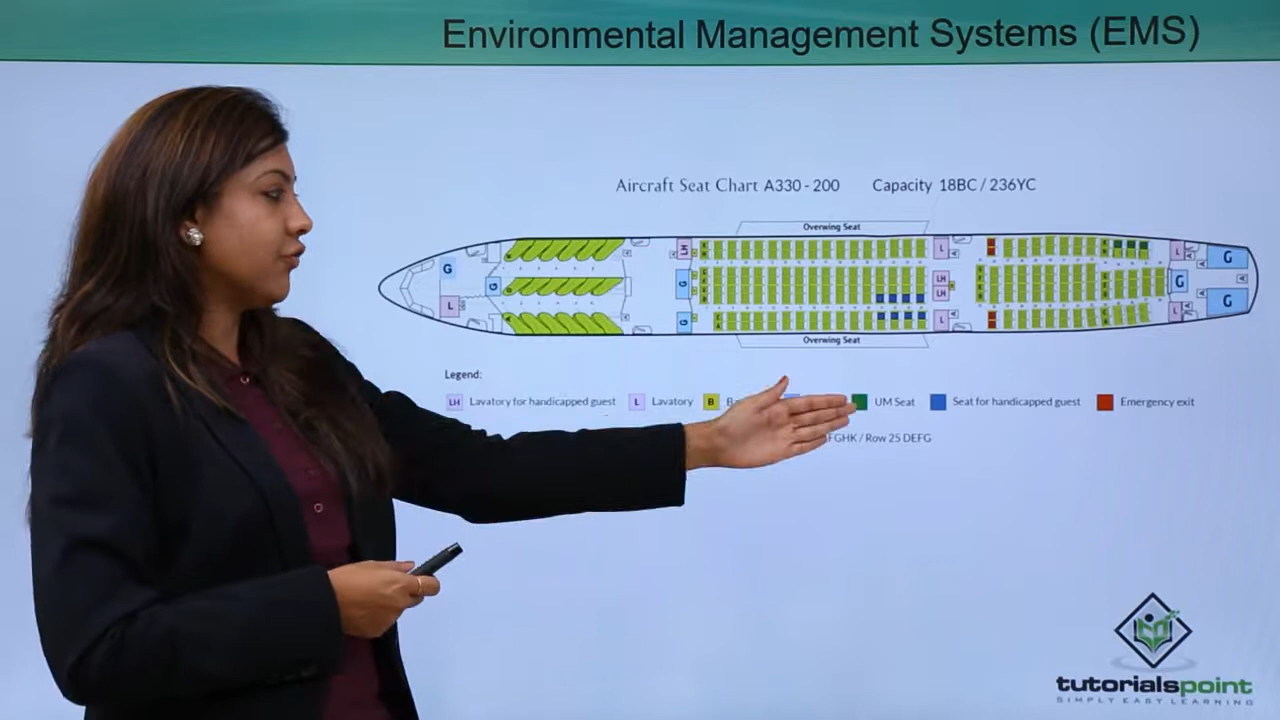 Environmental Management Systems (EMS)
Aircraft Seat Chart A330 - 200 Capacity 18BC / 236YC
Overwing Seat
LH L L
G
G G LH G G
L LH
G L L G
Overwing Seat
Legend:
LH Lavatory for handicapped guest L Lavatory B UM Seat Seat for handicapped guest Emergency exit
FGHK / Row 25 DEFG
tutorialspoint
SIMPLY EASY LEARNING